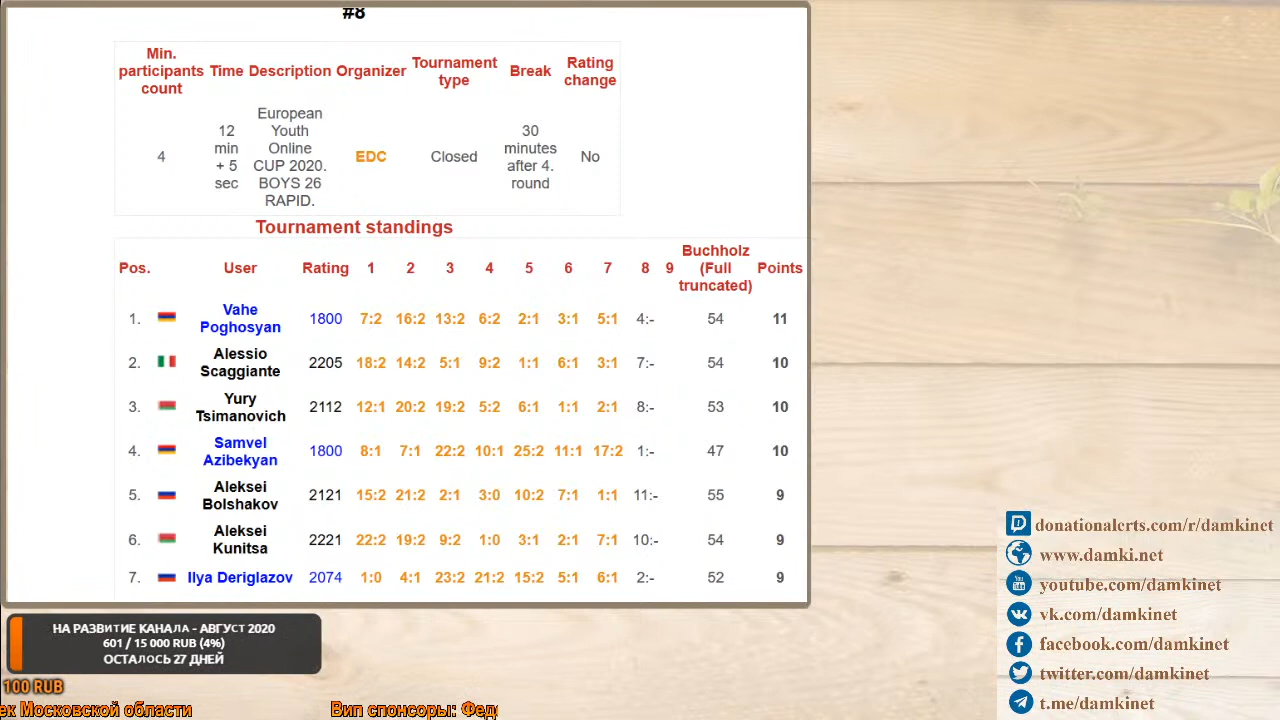 #8
Min. participants count Time Description Organizer Tournament type Break Rating change
4 12 min + 5 sec European Youth Online CUP 2020. BOYS 26 RAPID. EDC Closed 30 minutes after 4. round No
Tournament standings
Pos. User Rating 1 2 3 4 5 6 7 8 9 Buchholz (Full truncated) Points
1. Vahe Poghosyan 1800 7:2 16:2 13:2 6:2 2:1 3:1 5:1 4:- 54 11
2. Alessio Scaggiante 2205 18:2 14:2 5:1 9:2 1:1 6:1 3:1 7:- 54 10
3. Yury Tsimanovich 2112 12:1 20:2 19:2 5:2 6:1 1:1 2:1 8:- 53 10
4. Samvel Azibekyan 1800 8:1 7:1 22:2 10:1 25:2 11:1 17:2 1:- 47 10
5. Aleksei Bolshakov 2121 15:2 21:2 2:1 3:0 10:2 7:1 1:1 11:- 55 9
6. Aleksei Kunitsa 2221 22:2 19:2 9:2 1:0 3:1 2:1 7:1 10:- 54 9
7. Ilya Deriglazov 2074 1:0 4:1 23:2 21:2 15:2 5:1 6:1 2:- 52 9
НА РАЗВИТИЕ КАНАЛА - АВГУСТ 2020
601 / 15 000 RUB (4%)
ОСТАЛОСЬ 27 ДНЕЙ
100 RUB
ек Московской области Вип спонсоры: Фед
donationalerts.com/r/damkinet
www.damki.net
youtube.com/damkinet
vk.com/damkinet
facebook.com/damkinet
twitter.com/damkinet
t.me/damkinet